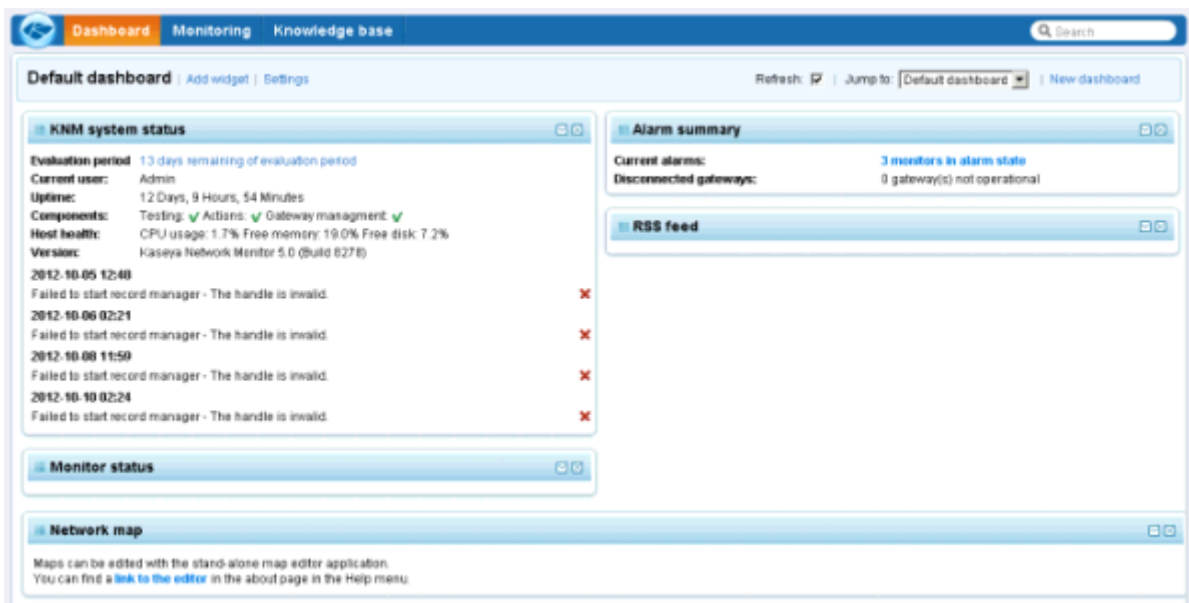 Dashboard Monitoring Knowledge base Search
Default dashboard | Add widget | Settings Refresh: | Jump to: Default dashboard | New dashboard
KNM system status
Evaluation period 13 days remaining of evaluation period
Current user: Admin
Uptime: 12 Days, 9 Hours, 54 Minutes
Components: Testing: Actions: Gateway managment:
Host health: CPU usage: 1.7% Free memory: 19.0% Free disk: 7.2%
Version: Kaseya Network Monitor 5.0 (Build 8278)
2012-10-05 12:48
Failed to start record manager - The handle is invalid.
2012-10-06 02:21
Failed to start record manager - The handle is invalid.
2012-10-08 11:59
Failed to start record manager - The handle is invalid.
2012-10-10 02:24
Failed to start record manager - The handle is invalid.
Monitor status
Alarm summary
Current alarms: 3 monitors in alarm state
Disconnected gateways: 0 gateway(s) not operational
RSS feed
Network map
Maps can be edited with the stand-alone map editor application.
You can find a link to the editor in the about page in the Help menu.